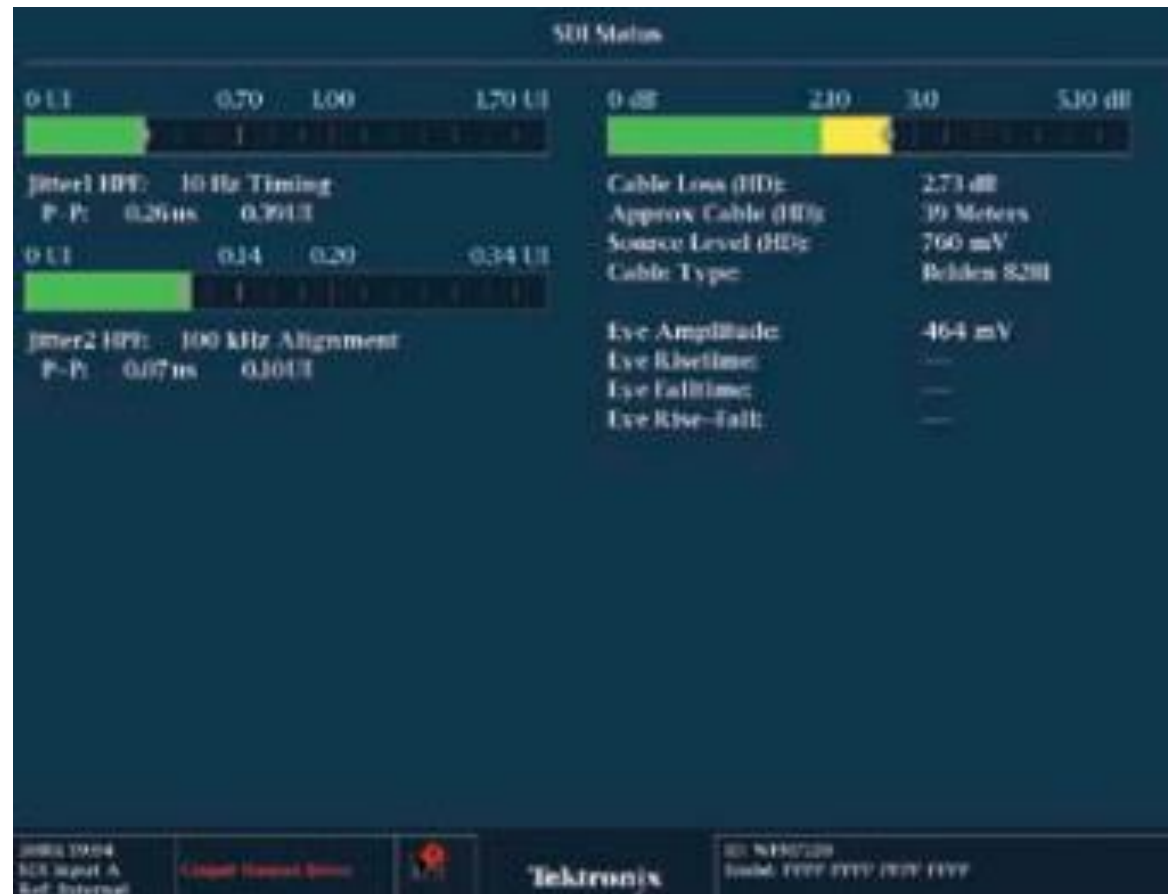 SDI Status
0 UI 0.70 1.00 1.70 UI
Jitter1 HPF: 10 Hz Timing
P-P: 0.26 ns 0.39UI
0 UI 0.14 0.20 0.34 UI
Jitter2 HPF: 100 kHz Alignment
P-P: 0.07 ns 0.10UI
0 dB 2.10 3.0 5.10 dB
Cable Loss (HD): 2.73 dB
Approx Cable (HD): 39 Meters
Source Level (HD): 760 mV
Cable Type: Belden 8281
Eye Amplitude: 464 mV
Eye Risetime: ---
Eye Falltime: ---
Eye Rise-Fall: ---
SDI Input A
Ref: Internal
Tektronix